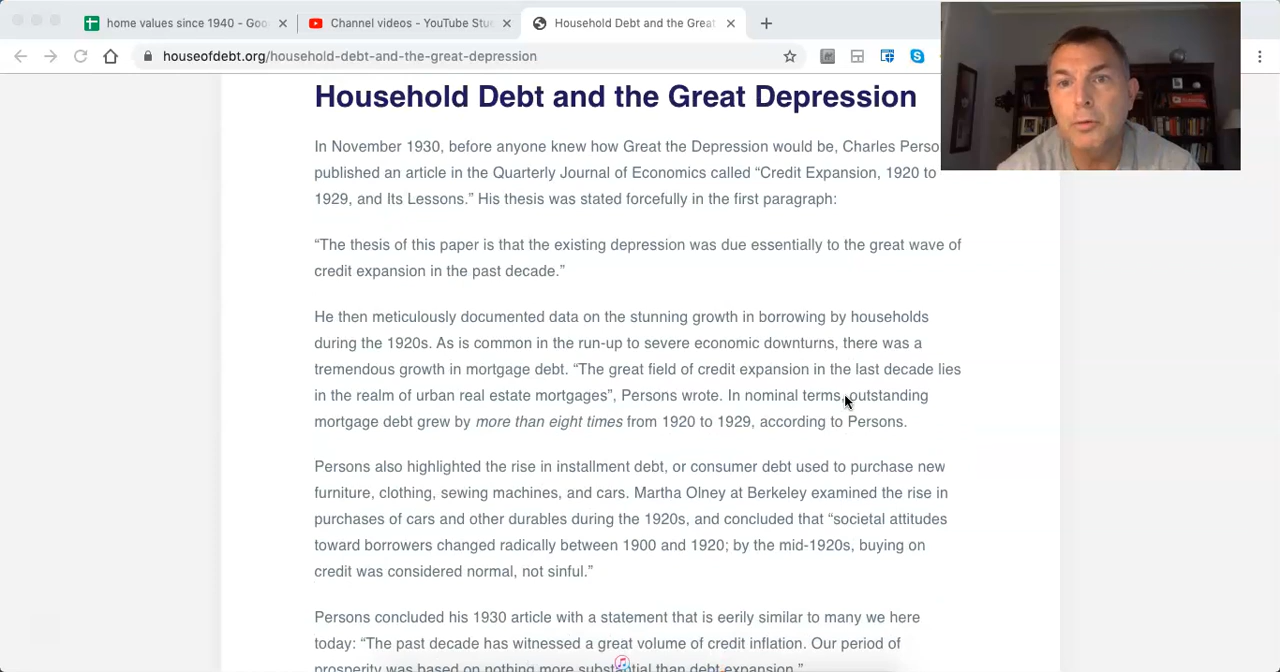 home values since 1940 - Goo
Channel videos - YouTube Stu
Household Debt and the Great
houseofdebt.org/household-debt-and-the-great-depression
Household Debt and the Great Depression
In November 1930, before anyone knew how Great the Depression would be, Charles Perso
published an article in the Quarterly Journal of Economics called “Credit Expansion, 1920 to
1929, and Its Lessons.” His thesis was stated forcefully in the first paragraph:
“The thesis of this paper is that the existing depression was due essentially to the great wave of
credit expansion in the past decade.”
He then meticulously documented data on the stunning growth in borrowing by households
during the 1920s. As is common in the run-up to severe economic downturns, there was a
tremendous growth in mortgage debt. “The great field of credit expansion in the last decade lies
in the realm of urban real estate mortgages”, Persons wrote. In nominal terms, outstanding
mortgage debt grew by more than eight times from 1920 to 1929, according to Persons.
Persons also highlighted the rise in installment debt, or consumer debt used to purchase new
furniture, clothing, sewing machines, and cars. Martha Olney at Berkeley examined the rise in
purchases of cars and other durables during the 1920s, and concluded that “societal attitudes
toward borrowers changed radically between 1900 and 1920; by the mid-1920s, buying on
credit was considered normal, not sinful.”
Persons concluded his 1930 article with a statement that is eerily similar to many we here
today: “The past decade has witnessed a great volume of credit inflation. Our period of
prosperity was based on nothing more substantial than debt expansion.”